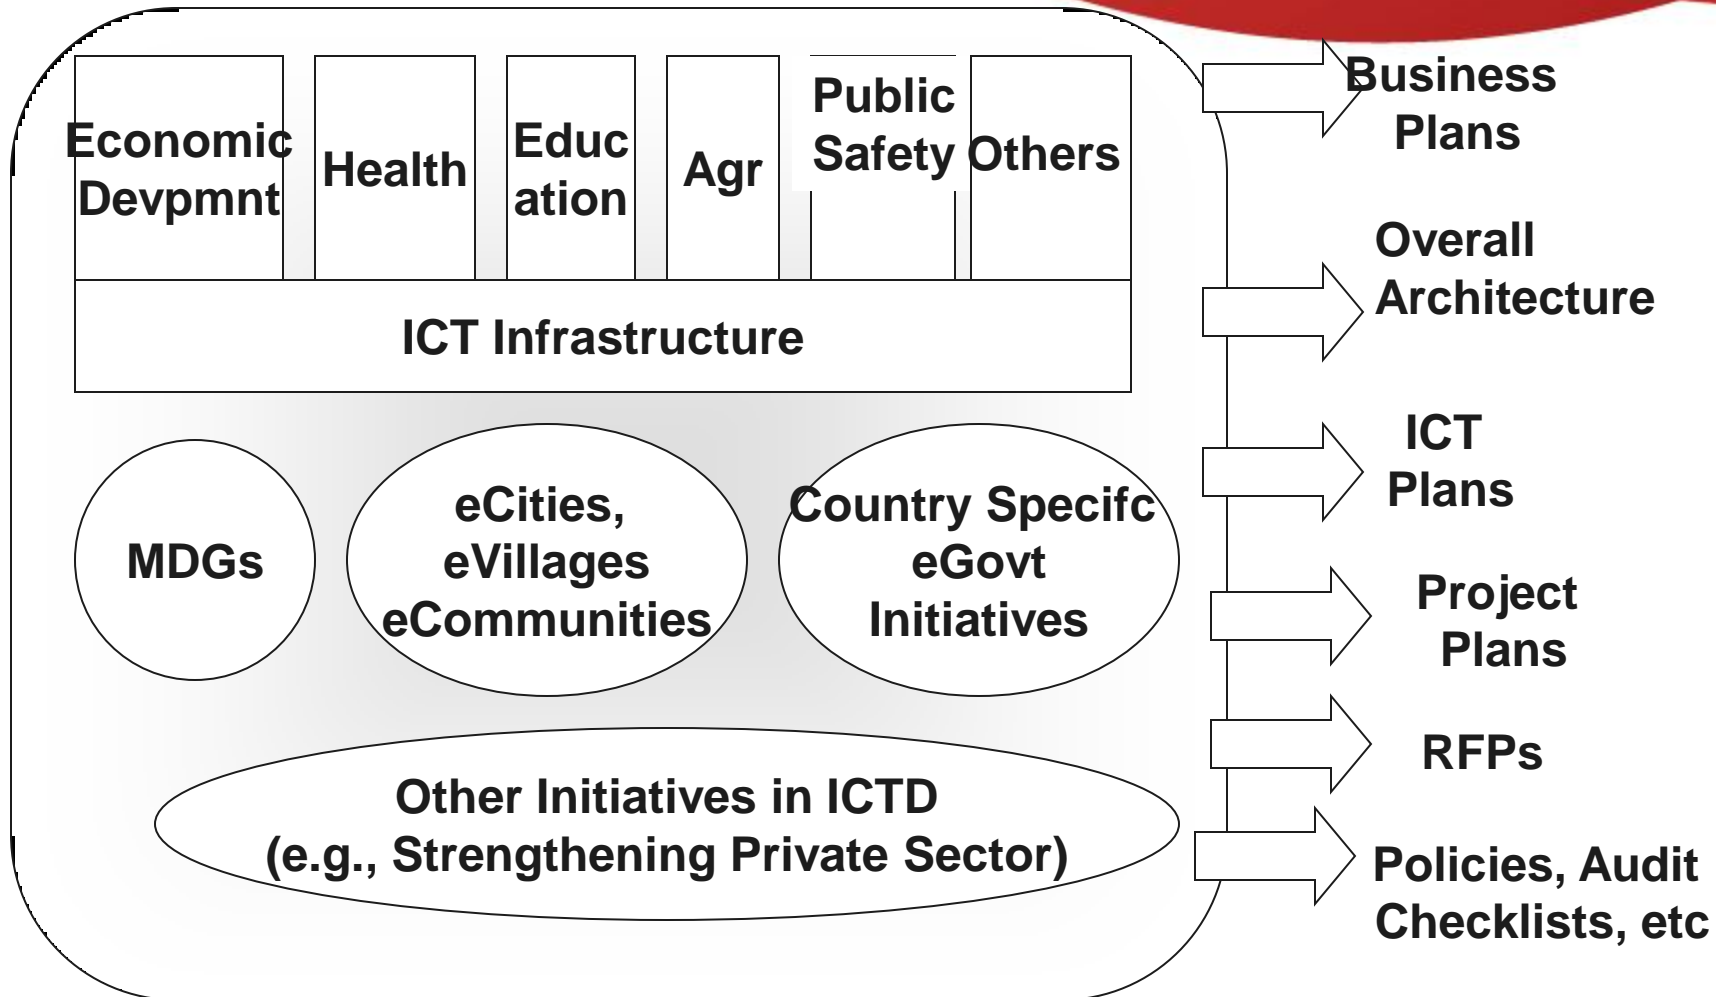 Economic
Devpmnt
Health
Educ
ation
Agr
Public
Safety
Others
ICT Infrastructure
MDGs
eCities,
eVillages
eCommunities
Country Specifc
eGovt
Initiatives
Other Initiatives in ICTD
(e.g., Strengthening Private Sector)
Business
Plans
Overall
Architecture
ICT
Plans
Project
Plans
RFPs
Policies, Audit
Checklists, etc